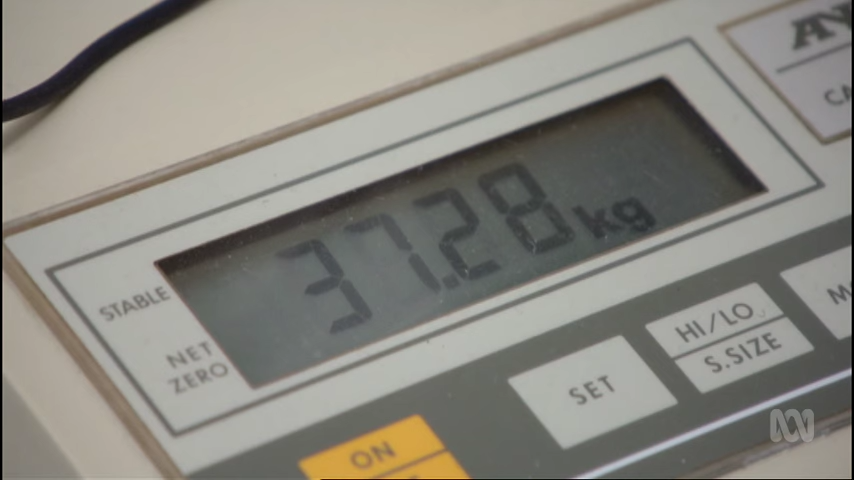 37.28 kg
STABLE
NET
ZERO
SET
HI/LO
S.SIZE
ON